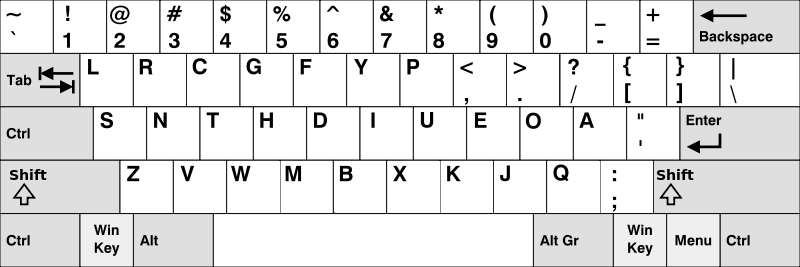 ~ ! @ # $ % ^ & * ( ) _ + Backspace
` 1 2 3 4 5 6 7 8 9 0 - =
Tab L R C G F Y P < > ? { } |
, . / [ ] \
Ctrl S N T H D I U E O A " Enter
'
Shift Z V W M B X K J Q : Shift
;
Ctrl Win Key Alt Alt Gr Win Key Menu Ctrl